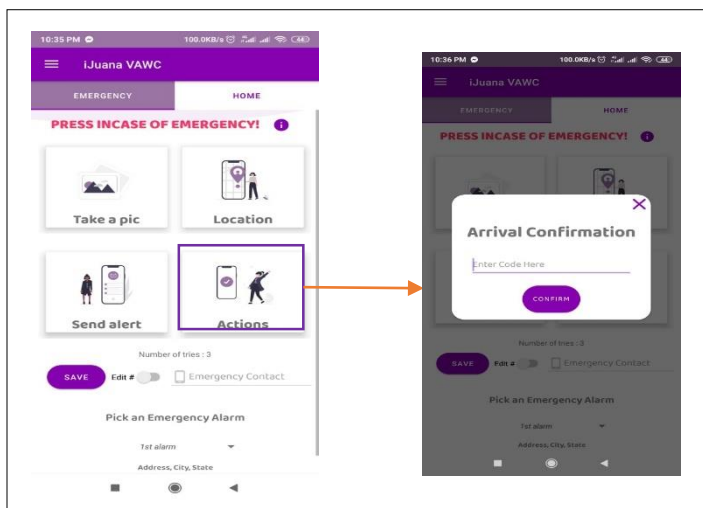 10:35 PM
100.0KB/s
44
iJuana VAWC
EMERGENCY
HOME
PRESS INCASE OF EMERGENCY!
i
Take a pic
Location
Send alert
Actions
Number of tries : 3
SAVE
Edit #
Emergency Contact
Pick an Emergency Alarm
1st alarm
Address, City, State
10:36 PM
100.0KB/s
44
iJuana VAWC
EMERGENCY
HOME
PRESS INCASE OF EMERGENCY!
i
Arrival Confirmation
Enter Code Here
CONFIRM
Number of tries : 3
SAVE
Edit #
Emergency Contact
Pick an Emergency Alarm
1st alarm
Address, City, State